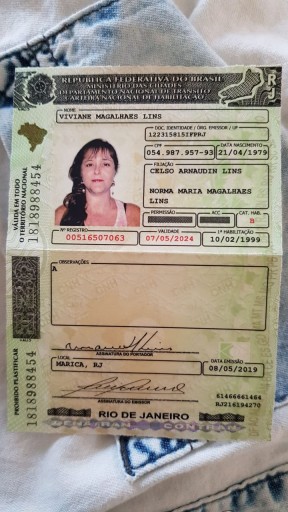 REPÚBLICA FEDERATIVA DO BRASIL
MINISTÉRIO DAS CIDADES
DEPARTAMENTO NACIONAL DE TRÂNSITO
CARTEIRA NACIONAL DE HABILITAÇÃO
RJ
NOME
VIVIANE MAGALHAES LINS
DOC. IDENTIDADE / ÓRG. EMISSOR / UF
CPF
DATA NASCIMENTO
054.987.957-93
21/04/1979
FILIAÇÃO
CELSO ARNAUDIN LINS
NORMA MARIA MAGALHAES
LINS
PERMISSÃO
ACC
CAT. HAB.
B
Nº REGISTRO
VALIDADE
1ª HABILITAÇÃO
00516507063
07/05/2024
10/02/1999
VÁLIDA EM TODO
O TERRITÓRIO NACIONAL
1818988454
OBSERVAÇÕES
A
ASSINATURA DO PORTADOR
LOCAL
DATA EMISSÃO
MARICA, RJ
08/05/2019
ASSINATURA DO EMISSOR
61466661464
RJ216194270
PROIBIDO PLASTIFICAR
1818988454
RIO DE JANEIRO